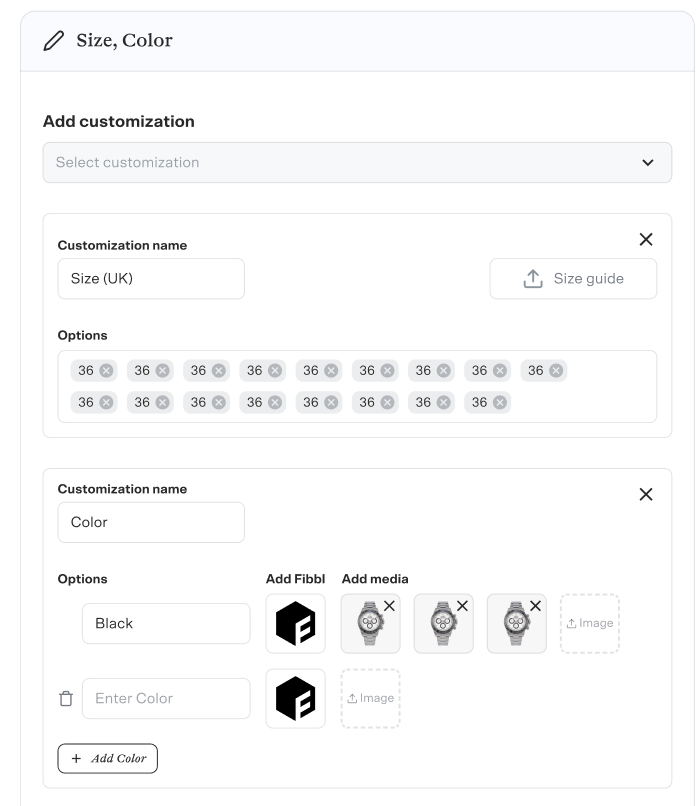 Size, Color
Add customization
Select customization
Customization name
Size (UK)
Size guide
Options
36 36 36 36 36 36 36 36 36
36 36 36 36 36 36 36 36
Customization name
Color
Options Add Fibbl Add media
Black
Image
Enter Color
Image
+ Add Color